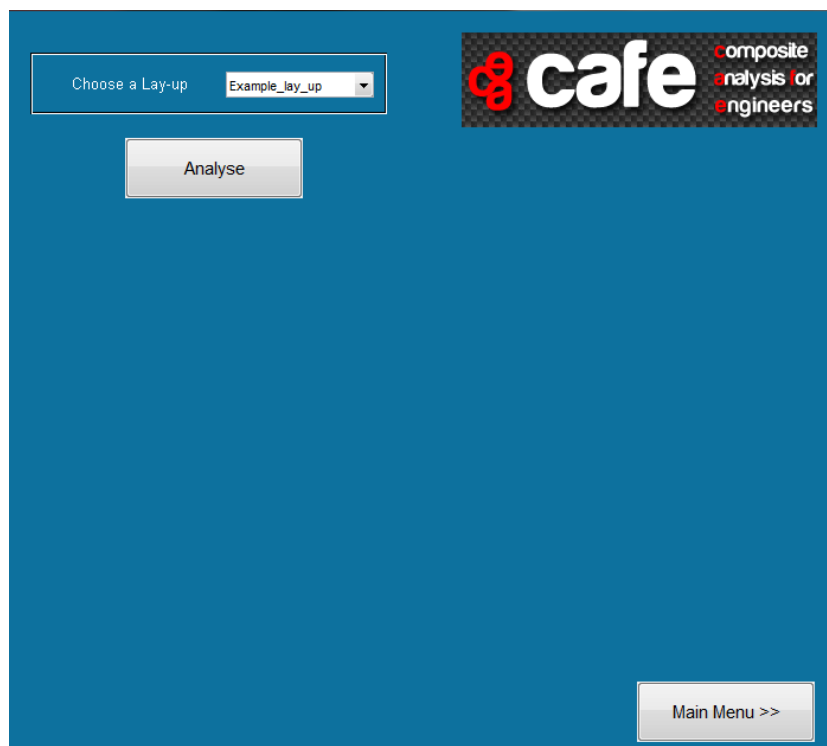 Choose a Lay-up
Example_lay_up
cafe
composite
analysis for
engineers
Analyse
Main Menu >>